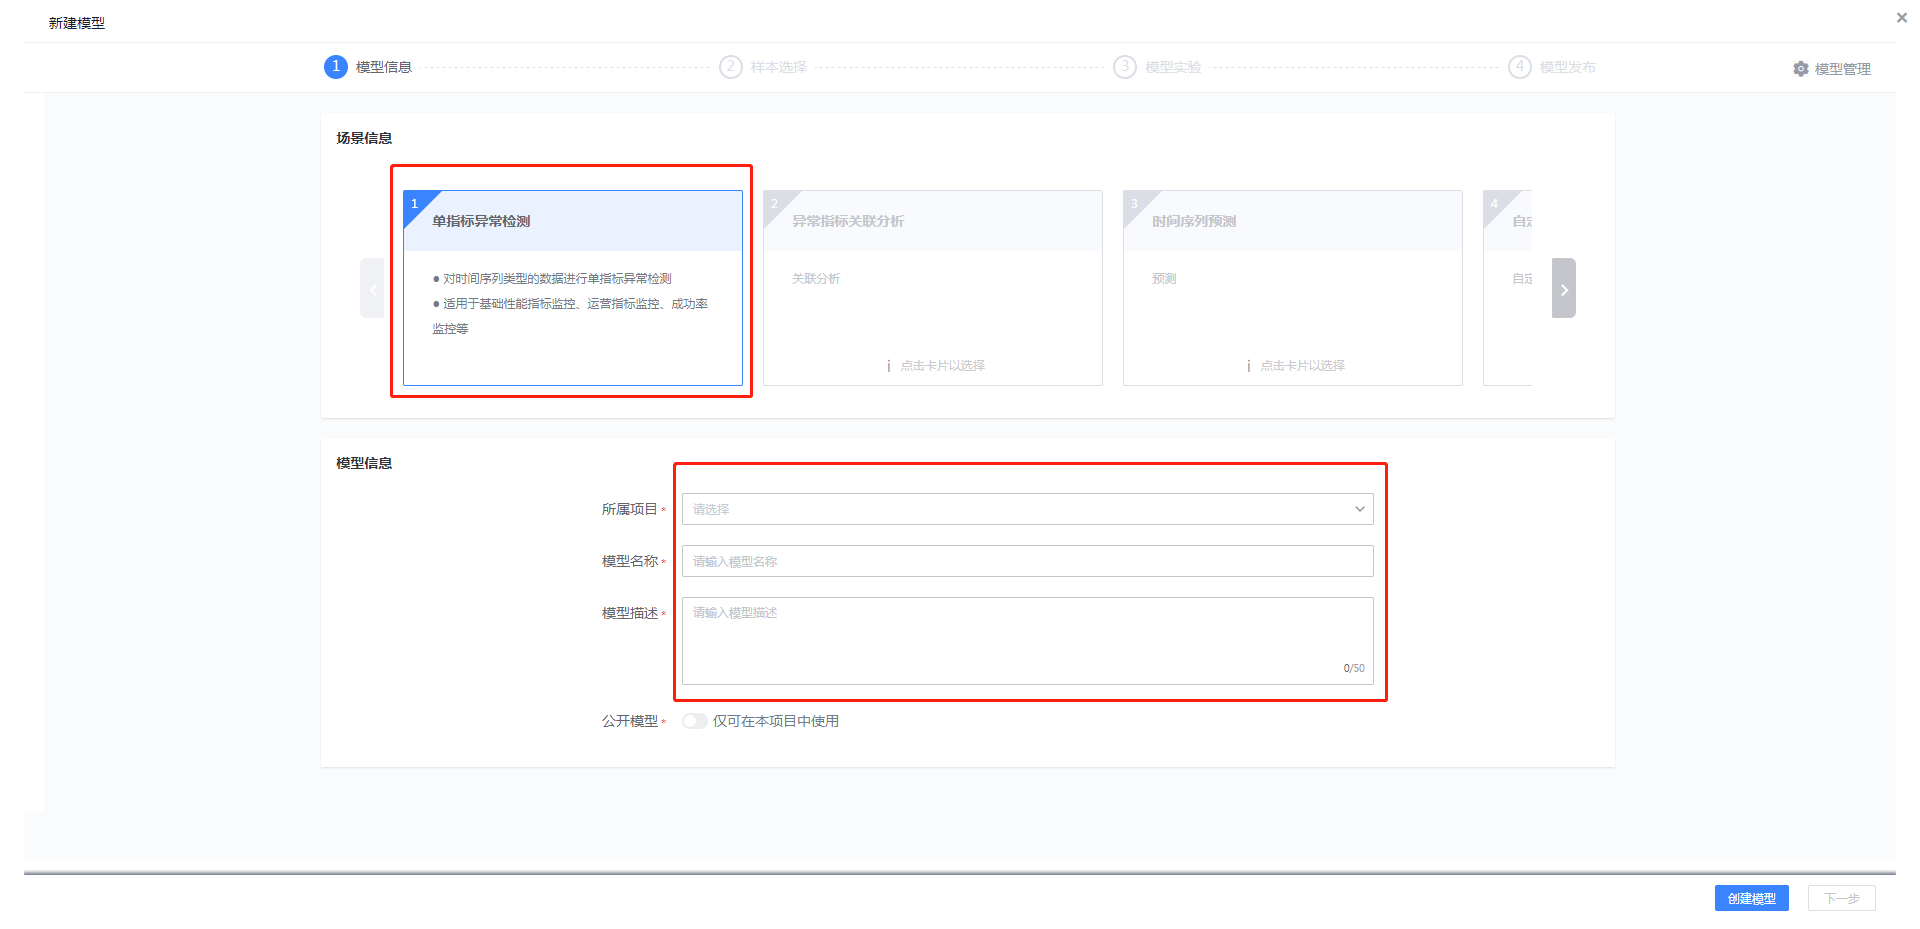 新建模型
1 模型信息
2 样本选择
3 模型实验
4 模型发布
模型管理
场景信息
1
单指标异常检测
● 对时间序列类型的数据进行单指标异常检测
● 适用于基础性能指标监控、运营指标监控、成功率
监控等
2
异常指标关联分析
关联分析
点击卡片以选择
3
时间序列预测
预测
点击卡片以选择
4
自定
自定
模型信息
所属项目 *
请选择
模型名称 *
请输入模型名称
模型描述 *
请输入模型描述
0/50
公开模型 *
仅可在本项目中使用
创建模型
下一步